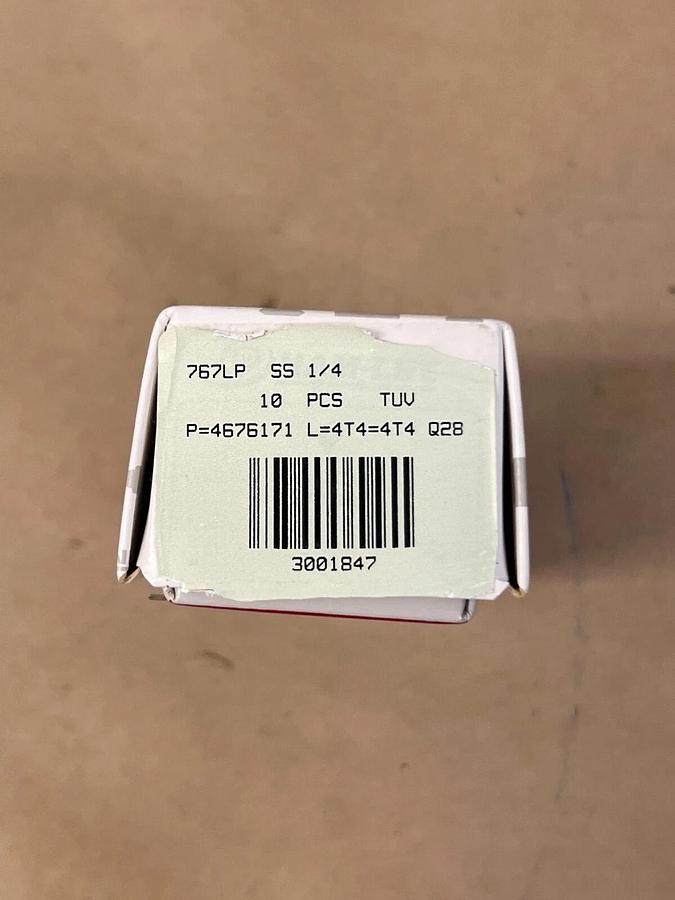 767LP SS 1/4
10 PCS TUV
P=4676171 L=4T4=4T4 Q28
3001847